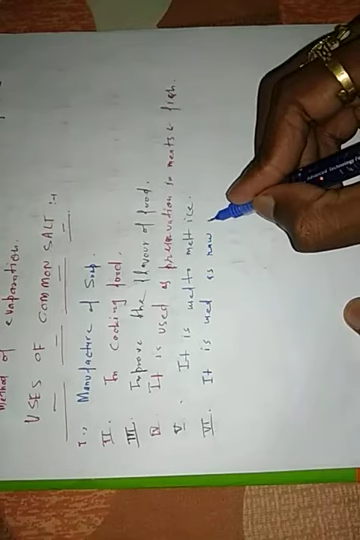 method of evaporation.
USES OF COMMON SALT :-
I., Manufacture of Soap.
II. In Cooking food.
III. Improve the flavour of food.
IV. It is used as preservation in meats & fish.
V. It is used to melt ice.
VI. It is used as raw